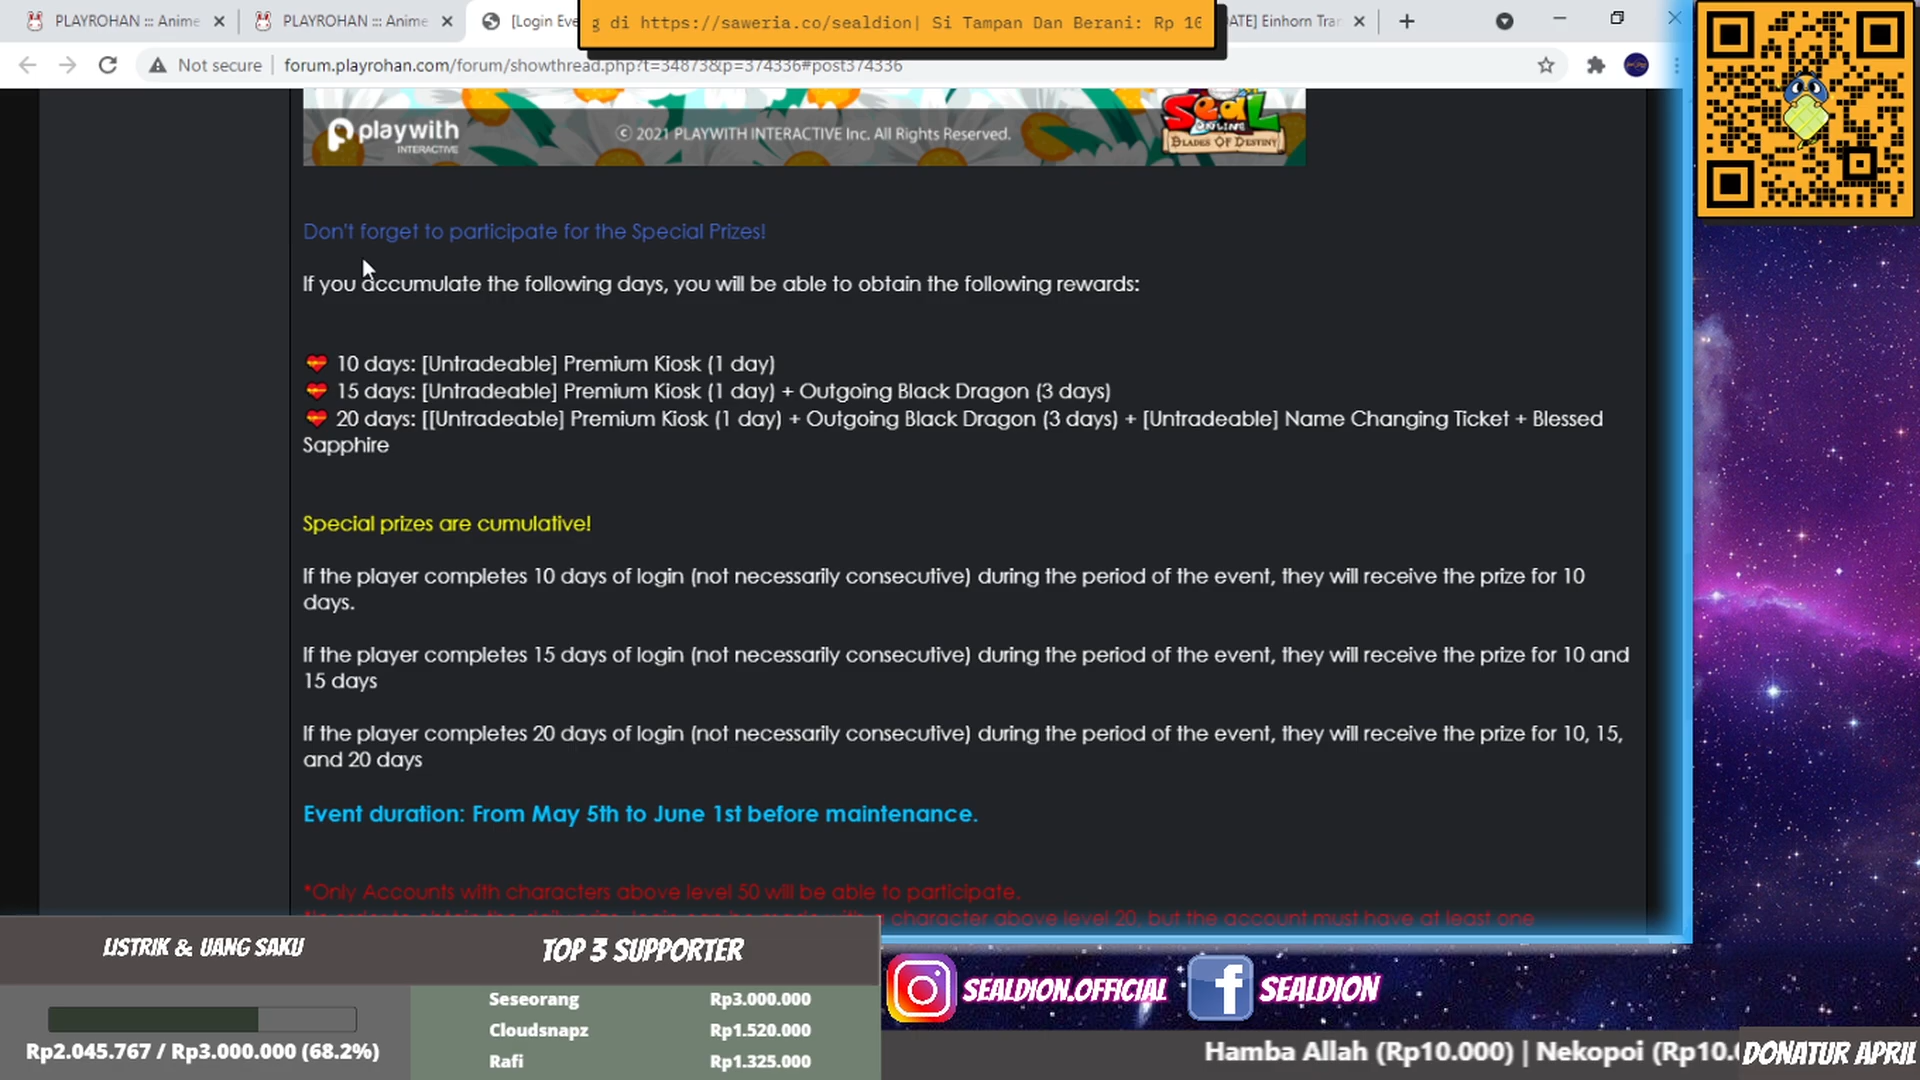 PLAYROHAN ::: Anime
PLAYROHAN ::: Anime
[Login Eve
g di https://saweria.co/sealdion| Si Tampan Dan Berani: Rp 10
ATE] Einhorn Tra
Not secure
forum.playrohan.com/forum/showthread.php?t=34873&p=374336#post374336
playwith
INTERACTIVE
© 2021 PLAYWITH INTERACTIVE Inc. All Rights Reserved.
SeaL
ONLINE
BLADES OF DESTINY
Don't forget to participate for the Special Prizes!
If you accumulate the following days, you will be able to obtain the following rewards:
10 days: [Untradeable] Premium Kiosk (1 day)
15 days: [Untradeable] Premium Kiosk (1 day) + Outgoing Black Dragon (3 days)
20 days: [[Untradeable] Premium Kiosk (1 day) + Outgoing Black Dragon (3 days) + [Untradeable] Name Changing Ticket + Blessed
Sapphire
Special prizes are cumulative!
If the player completes 10 days of login (not necessarily consecutive) during the period of the event, they will receive the prize for 10
days.
If the player completes 15 days of login (not necessarily consecutive) during the period of the event, they will receive the prize for 10 and
15 days
If the player completes 20 days of login (not necessarily consecutive) during the period of the event, they will receive the prize for 10, 15,
and 20 days
Event duration: From May 5th to June 1st before maintenance.
*Only Accounts with characters above level 50 will be able to participate.
character above level 20, but the account must have at least one
LISTRIK & UANG SAKU
Rp2.045.767 / Rp3.000.000 (68.2%)
TOP 3 SUPPORTER
Seseorang Rp3.000.000
Cloudsnapz Rp1.520.000
Rafi Rp1.325.000
SEALDION.OFFICIAL
SEALDION
Hamba Allah (Rp10.000) | Nekopoi (Rp10.
DONATUR APRIL